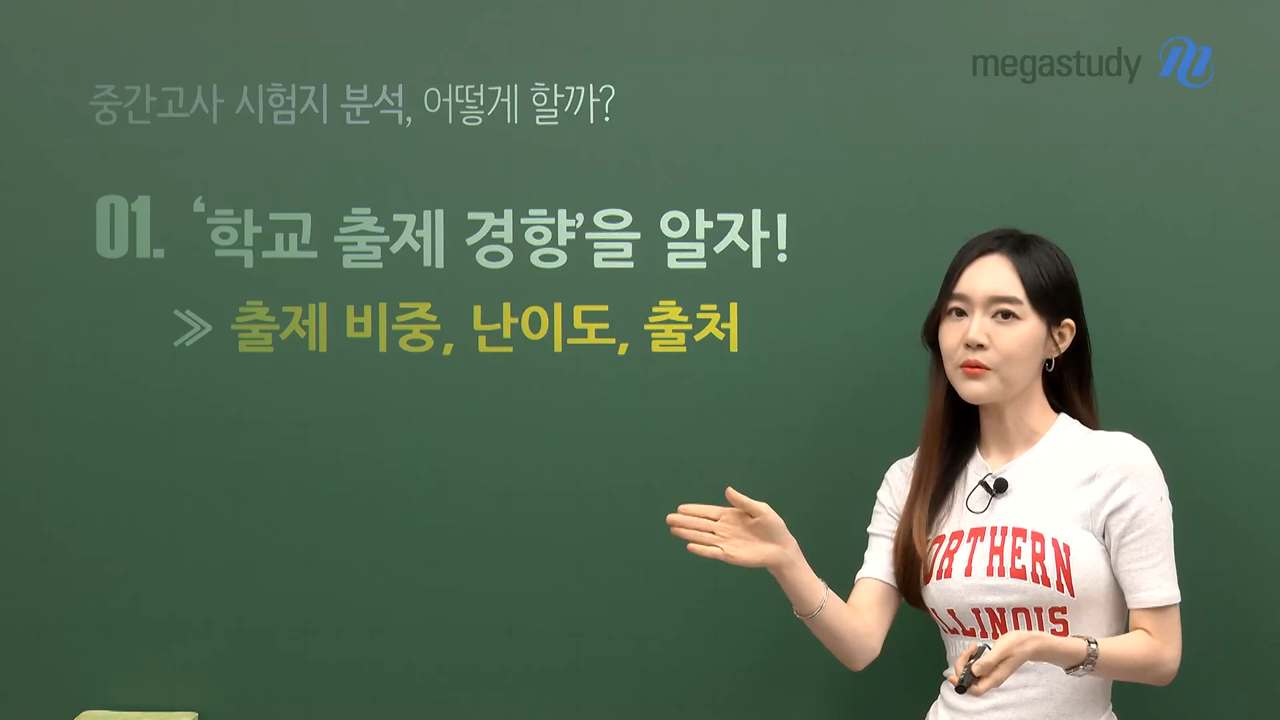 megastudy
중간고사 시험지 분석, 어떻게 할까?
01. ‘학교 출제 경향’을 알자!
≫ 출제 비중, 난이도, 출처
ORTHERN
ILLINOIS